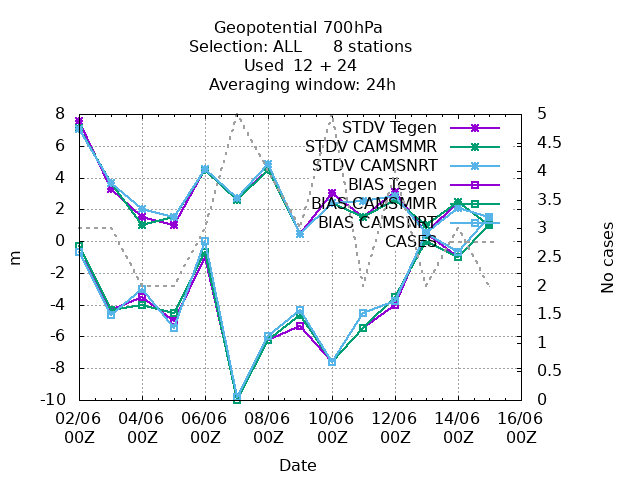 Geopotential 700hPa
Selection: ALL      8 stations
Used  12 + 24
Averaging window: 24h
8
6
4
2
0
-2
-4
-6
-8
-10
m
5
4.5
4
3.5
3
2.5
2
1.5
1
0.5
0
No cases
STDV Tegen
STDV CAMSMMR
STDV CAMSNRT
BIAS Tegen
BIAS CAMSMMR
BIAS CAMSNRT
CASES
02/06 04/06 06/06 08/06 10/06 12/06 14/06 16/06
00Z 00Z 00Z 00Z 00Z 00Z 00Z 00Z
Date